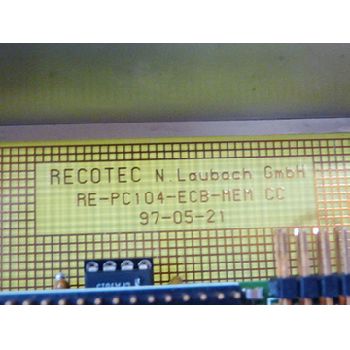 RECOTEC N. Laubach GmbH
RE-PC104-ECB-MEM CC
97-05-21